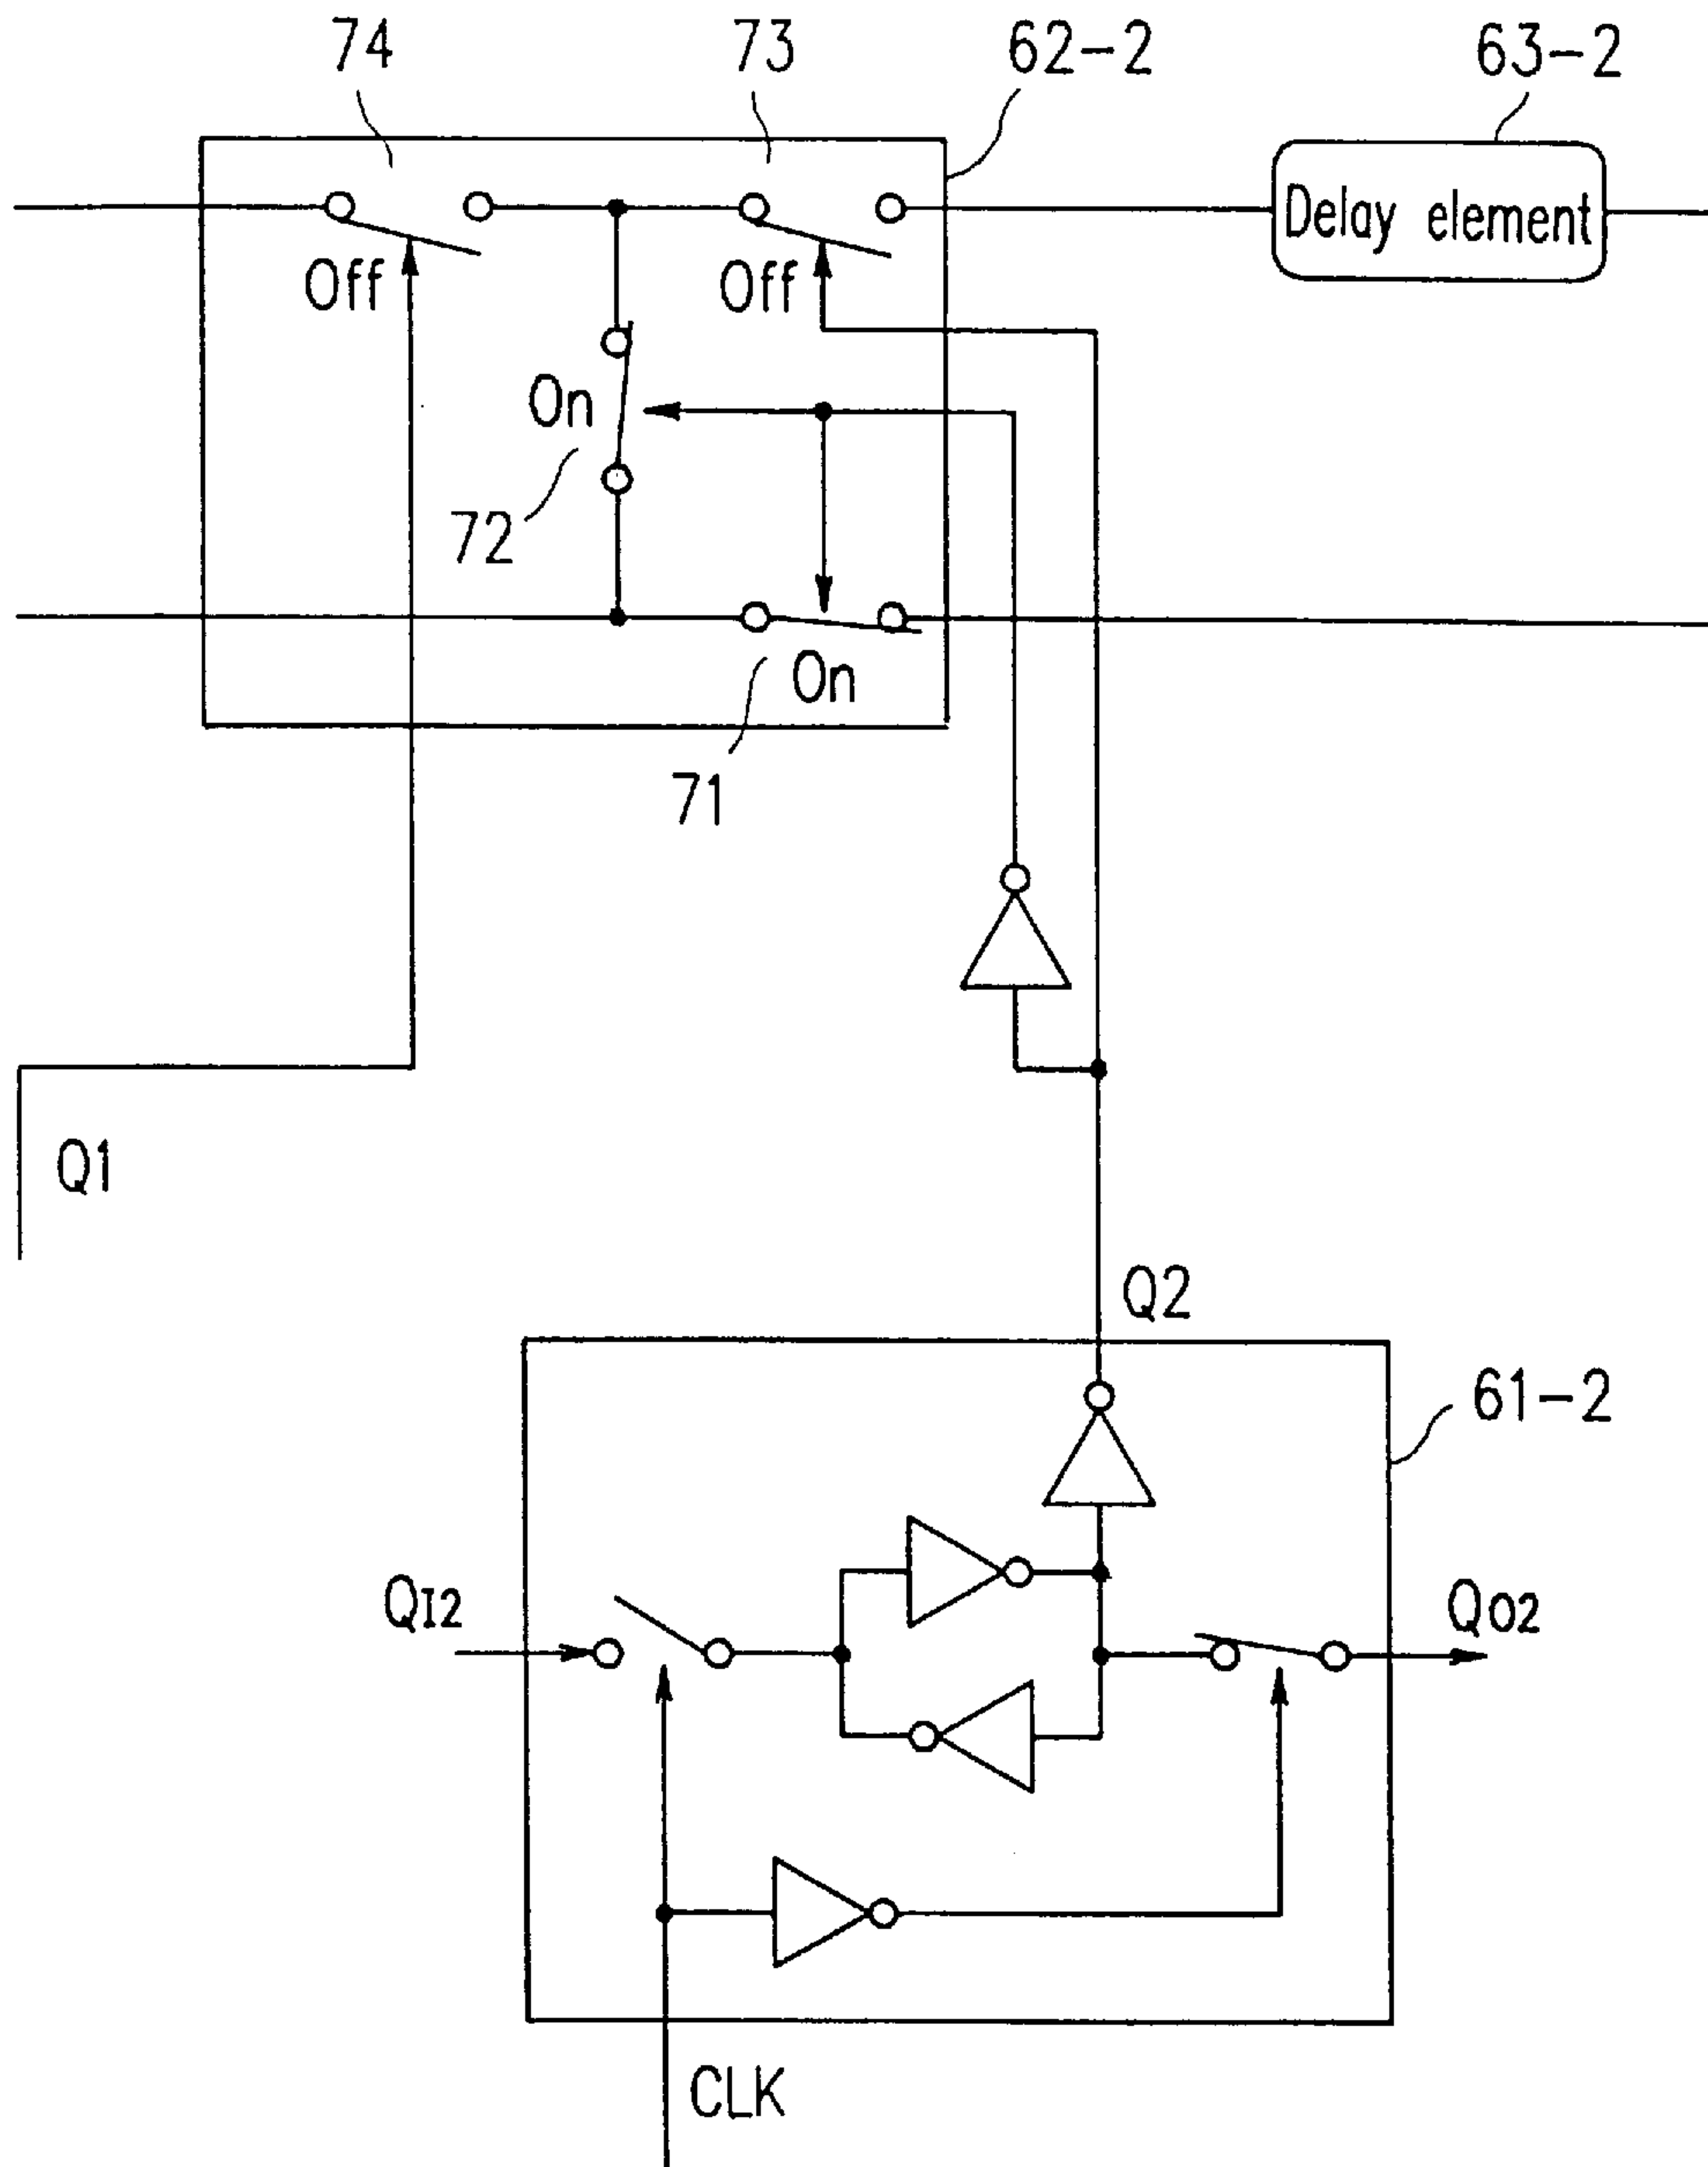 74
73
62-2
63-2
Delay element
Off
Off
On
72
On
71
Q1
Q2
61-2
QI2
QO2
CLK